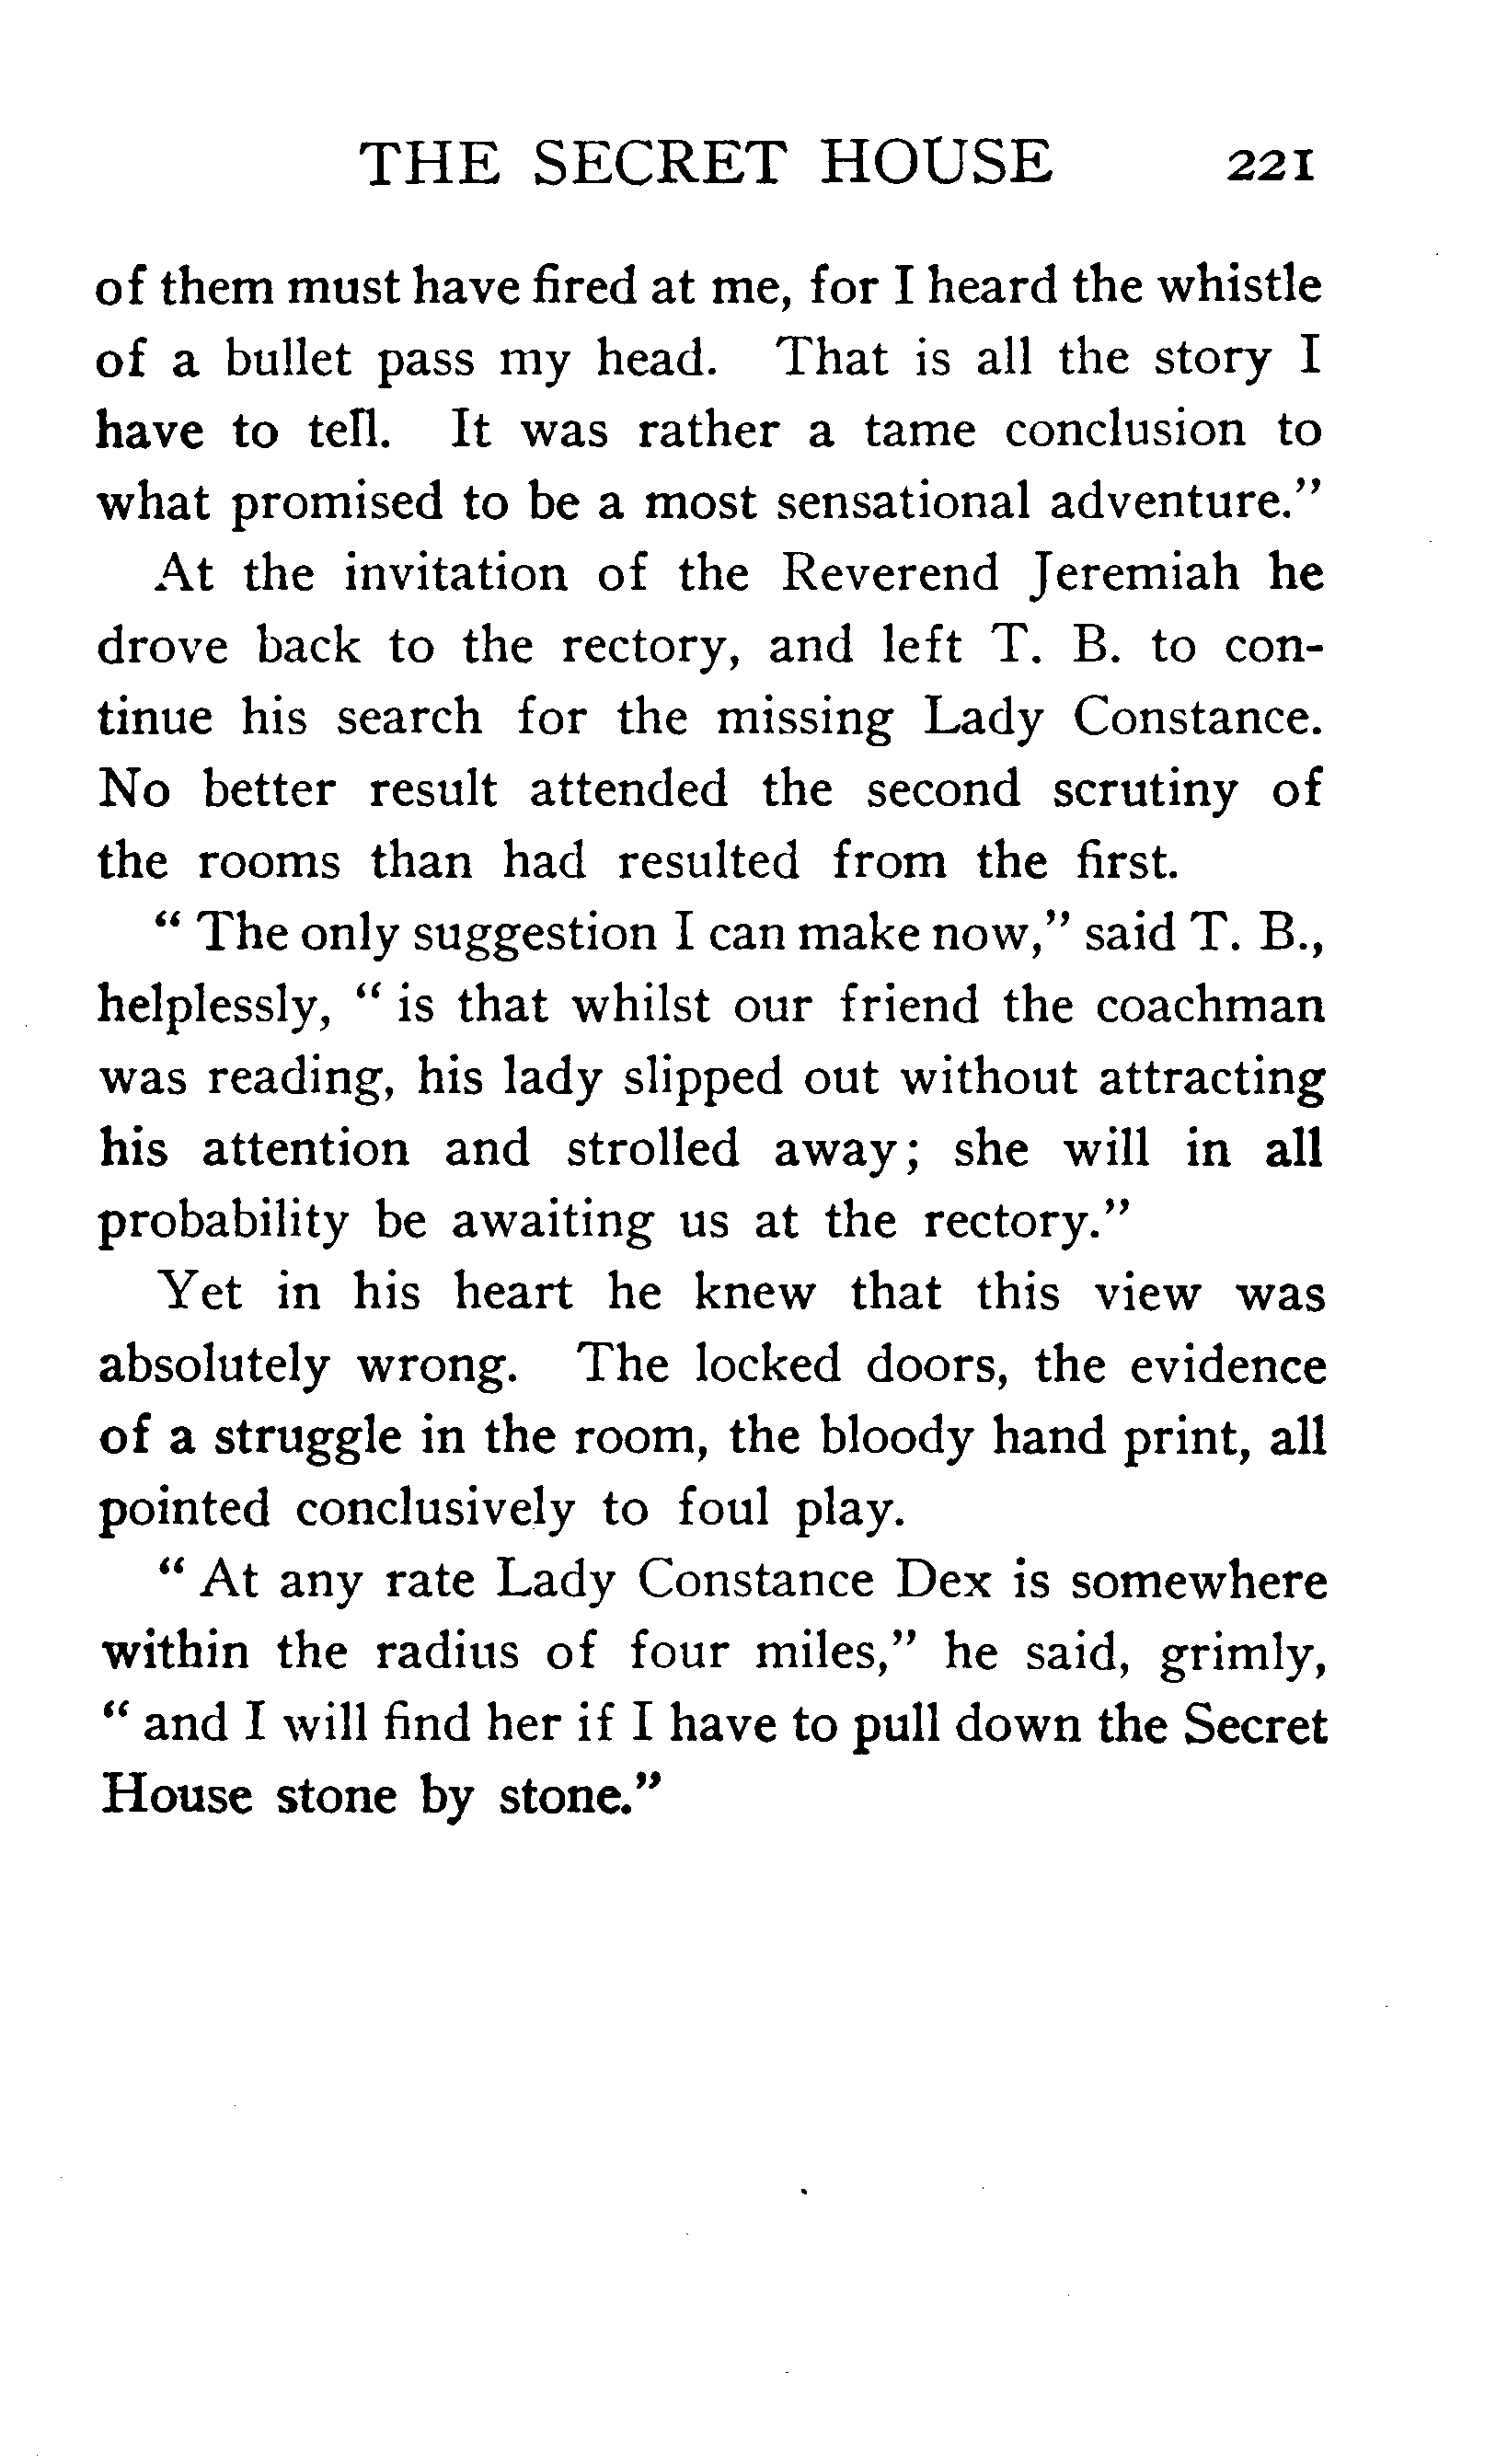 THE SECRET HOUSE 221
of them must have fired at me, for I heard the whistle
of a bullet pass my head. That is all the story I
have to tell. It was rather a tame conclusion to
what promised to be a most sensational adventure."
At the invitation of the Reverend Jeremiah he
drove back to the rectory, and left T. B. to con-
tinue his search for the missing Lady Constance.
No better result attended the second scrutiny of
the rooms than had resulted from the first.
" The only suggestion I can make now," said T. B.,
helplessly, " is that whilst our friend the coachman
was reading, his lady slipped out without attracting
his attention and strolled away; she will in all
probability be awaiting us at the rectory."
Yet in his heart he knew that this view was
absolutely wrong. The locked doors, the evidence
of a struggle in the room, the bloody hand print, all
pointed conclusively to foul play.
" At any rate Lady Constance Dex is somewhere
within the radius of four miles," he said, grimly,
" and I will find her if I have to pull down the Secret
House stone by stone."